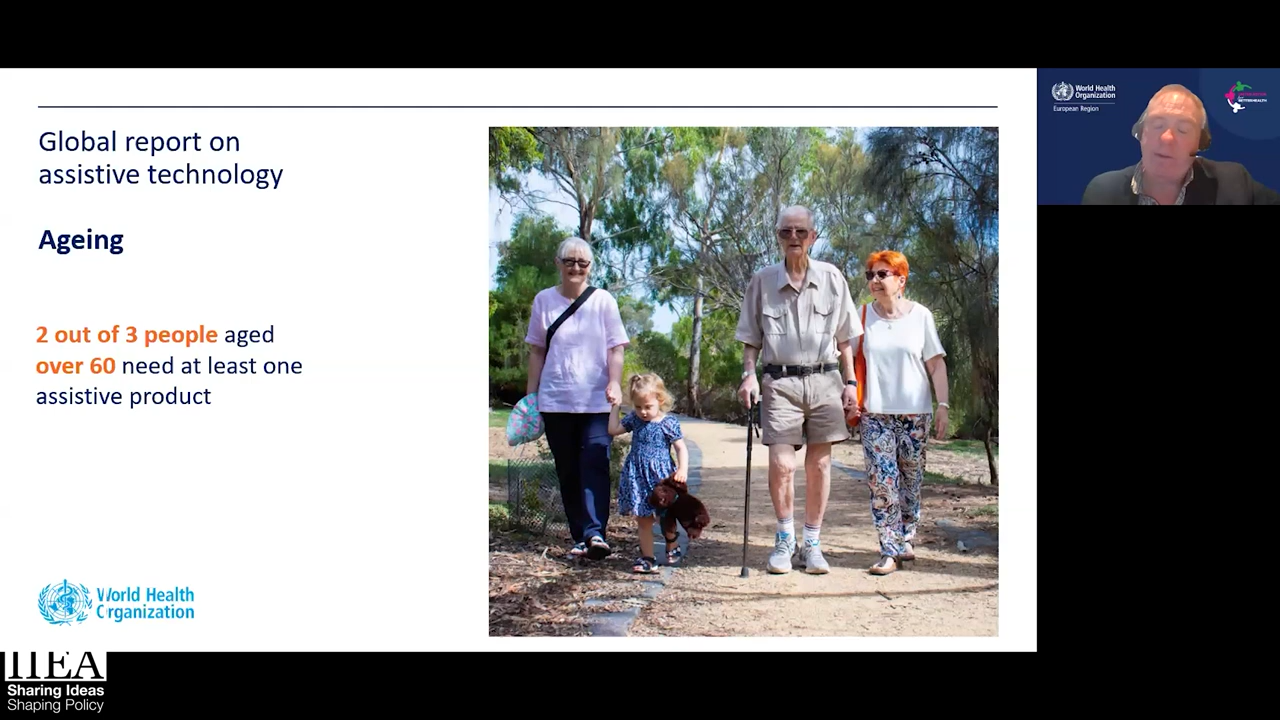 Global report on
assistive technology
Ageing
2 out of 3 people aged
over 60 need at least one
assistive product
World Health
Organization
World Health
Organization
European Region
IIEA
Sharing Ideas
Shaping Policy